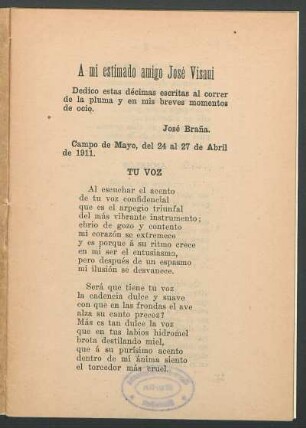 A mi estimado amigo José Visaui
Dedico estas décimas escritas al correr
de la pluma y en mis breves momentos
de ocio.
José Braña.
Campo de Mayo, del 24 al 27 de Abril
de 1911.
TU VOZ
Al escuchar el acento
de tu voz confidencial
que es el arpegio triunfal
del más vibrante instrumento;
ebrio de gozo y contento
mi corazón se extremece
y es porque á su ritmo crece
en mi ser el entusiasmo,
pero después de un espasmo
mi ilusión se desvanece.
Será que tiene tu voz
la cadencia dulce y suave
con que en las frondas el ave
alza su canto precoz?
Más es tan dulce la voz
que en tus labios hidromel
brota destilando miel,
que á su purísimo acento
dentro de mi ánima siento
el torcedor más cruel.